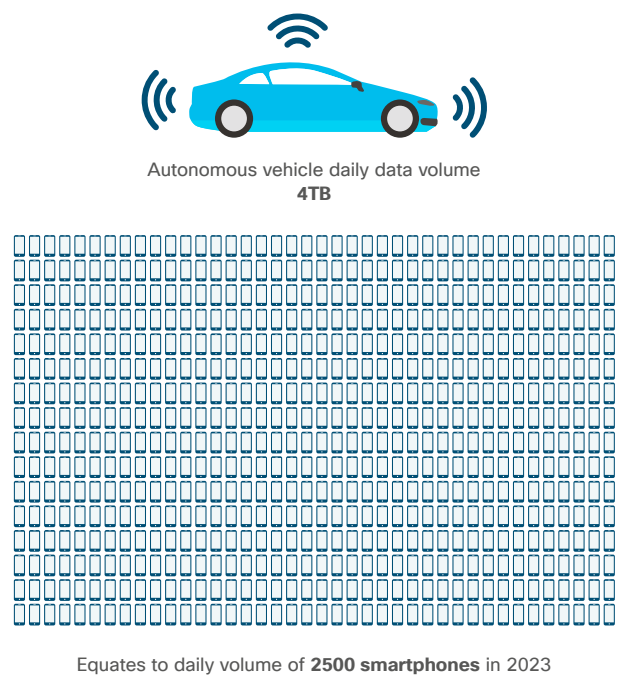 Autonomous vehicle daily data volume
4TB
Equates to daily volume of 2500 smartphones in 2023